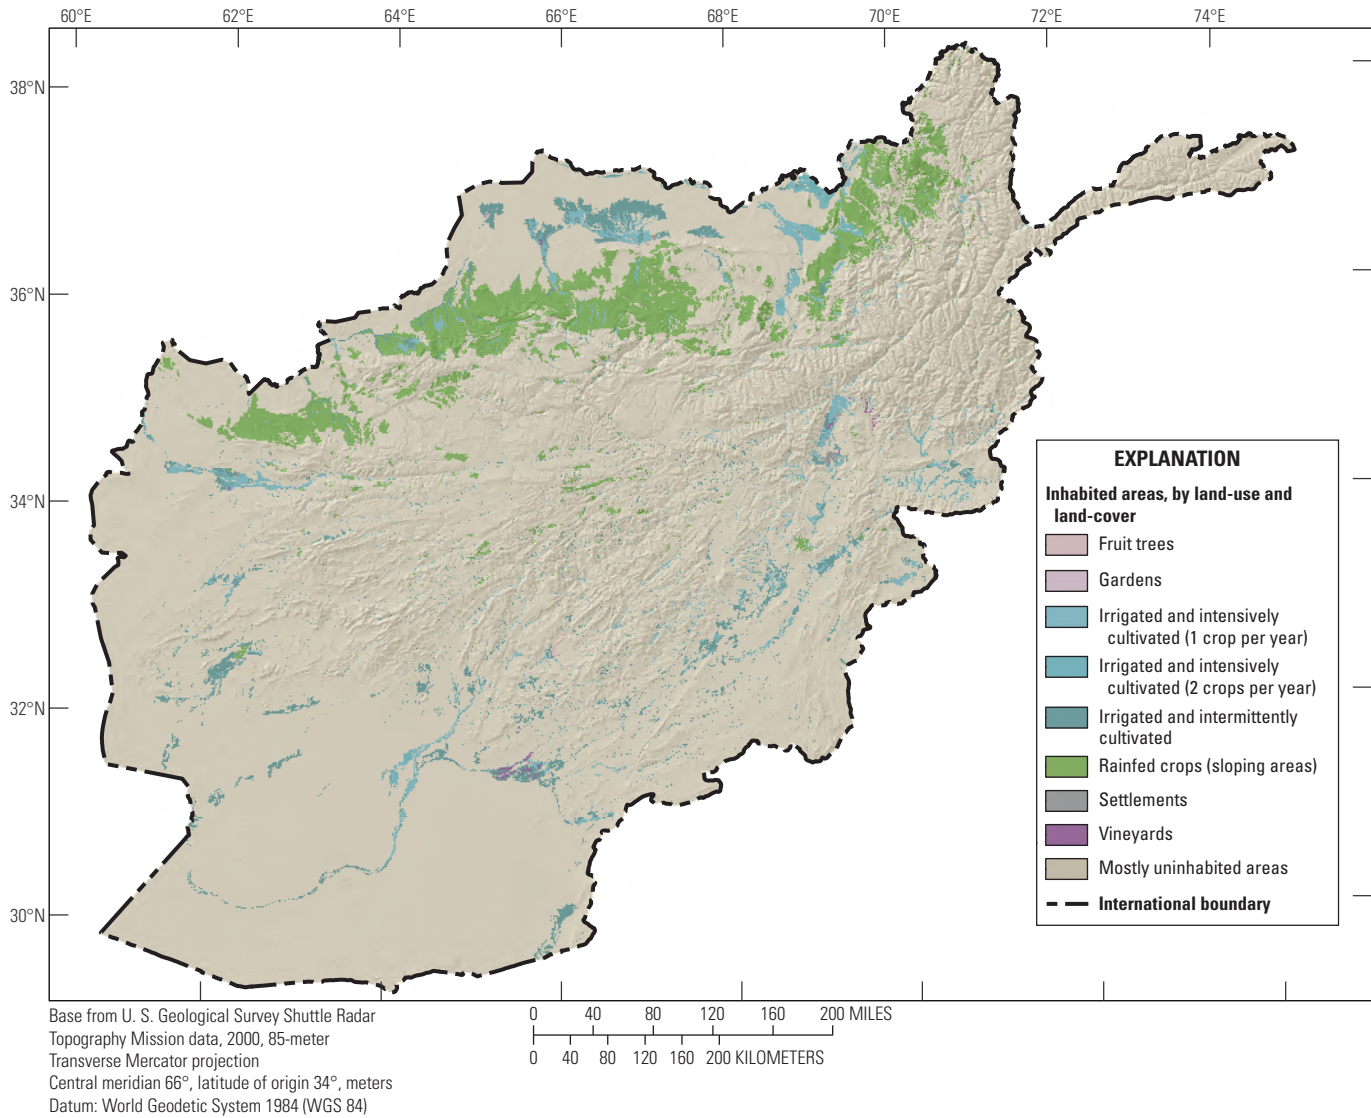 60°E 62°E 64°E 66°E 68°E 70°E 72°E 74°E
38°N
36°N
34°N
32°N
30°N
EXPLANATION
Inhabited areas, by land-use and
land-cover
Fruit trees
Gardens
Irrigated and intensively
cultivated (1 crop per year)
Irrigated and intensively
cultivated (2 crops per year)
Irrigated and intermittently
cultivated
Rainfed crops (sloping areas)
Settlements
Vineyards
Mostly uninhabited areas
International boundary
Base from U. S. Geological Survey Shuttle Radar
Topography Mission data, 2000, 85-meter
Transverse Mercator projection
Central meridian 66°, latitude of origin 34°, meters
Datum: World Geodetic System 1984 (WGS 84)
0 40 80 120 160 200 MILES
0 40 80 120 160 200 KILOMETERS